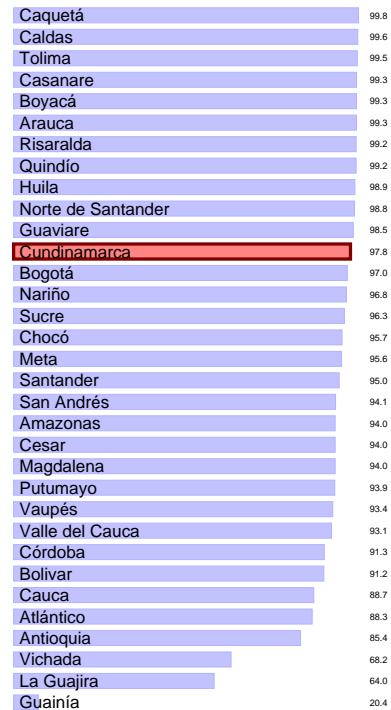 Caquetá 99.8
Caldas 99.6
Tolima 99.5
Casanare 99.3
Boyacá 99.3
Arauca 99.3
Risaralda 99.2
Quindío 99.2
Huila 98.9
Norte de Santander 98.8
Guaviare 98.5
Cundinamarca 97.8
Bogotá 97.0
Nariño 96.8
Sucre 96.3
Chocó 95.7
Meta 95.6
Santander 95.0
San Andrés 94.1
Amazonas 94.0
Cesar 94.0
Magdalena 94.0
Putumayo 93.9
Vaupés 93.4
Valle del Cauca 93.1
Córdoba 91.3
Bolivar 91.2
Cauca 88.7
Atlántico 88.3
Antioquia 85.4
Vichada 68.2
La Guajira 64.0
Guainía 20.4